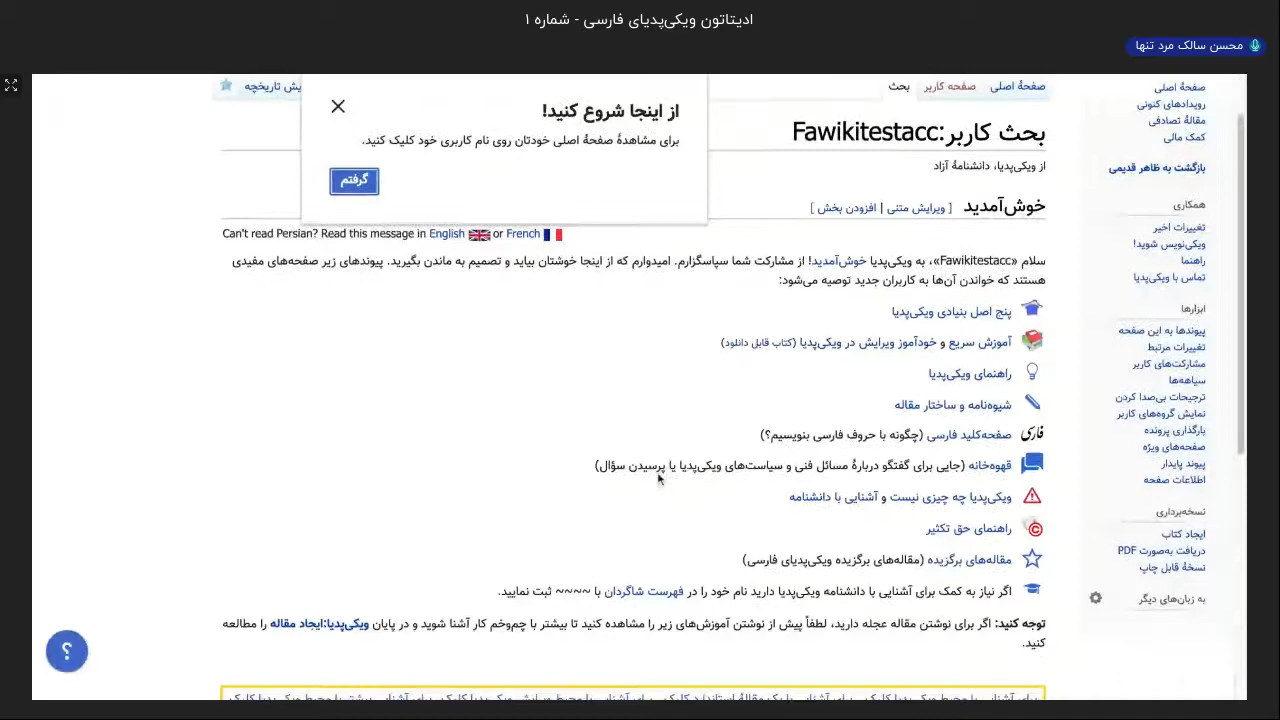 ادیتاتون ویکی‌پدیای فارسی - شماره ۱
محسن سالک مرد تنها
صفحهٔ اصلی
رویدادهای کنونی
مقالهٔ تصادفی
کمک مالی
بازگشت به ظاهر قدیمی
همکاری
تغییرات اخیر
ویکی‌نویس شوید!
راهنما
تماس با ویکی‌پدیا
ابزارها
پیوندها به این صفحه
تغییرات مرتبط
مشارکت‌های کاربر
سیاهه‌ها
ترجیحات بی‌صدا کردن
نمایش گروه‌های کاربر
بارگذاری پرونده
صفحه‌های ویژه
پیوند پایدار
اطلاعات صفحه
نسخه‌برداری
ایجاد کتاب
دریافت به‌صورت PDF
نسخهٔ قابل چاپ
به زبان‌های دیگر
صفحهٔ اصلی صفحه کاربر بحث
یش تاریخچه
از اینجا شروع کنید!
برای مشاهدهٔ صفحهٔ اصلی خودتان روی نام کاربری خود کلیک کنید.
گرفتم
بحث کاربر:Fawikitestacc
از ویکی‌پدیا، دانشنامهٔ آزاد
خوش‌آمدید [ ویرایش متنی | افزودن بخش ]
Can't read Persian? Read this message in English or French
سلام «Fawikitestacc»، به ویکی‌پدیا خوش‌آمدید! از مشارکت شما سپاسگزارم. امیدوارم که از اینجا خوشتان بیاید و تصمیم به ماندن بگیرید. پیوندهای زیر صفحه‌های مفیدی
هستند که خواندن آن‌ها به کاربران جدید توصیه می‌شود:
پنج اصل بنیادی ویکی‌پدیا
آموزش سریع و خودآموز ویرایش در ویکی‌پدیا (کتاب قابل دانلود)
راهنمای ویکی‌پدیا
شیوه‌نامه و ساختار مقاله
فارسی صفحه‌کلید فارسی (چگونه با حروف فارسی بنویسیم؟)
قهوه‌خانه (جایی برای گفتگو دربارهٔ مسائل فنی و سیاست‌های ویکی‌پدیا یا پرسیدن سؤال)
ویکی‌پدیا چه چیزی نیست و آشنایی با دانشنامه
راهنمای حق تکثیر
مقاله‌های برگزیده (مقاله‌های برگزیده ویکی‌پدیای فارسی)
اگر نیاز به کمک برای آشنایی با دانشنامه ویکی‌پدیا دارید نام خود را در فهرست شاگردان با ~~~~ ثبت نمایید.
توجه کنید: اگر برای نوشتن مقاله عجله دارید، لطفاً پیش از نوشتن آموزش‌های زیر را مشاهده کنید تا بیشتر با چم‌وخم کار آشنا شوید و در پایان ویکی‌پدیا:ایجاد مقاله را مطالعه
کنید.
؟